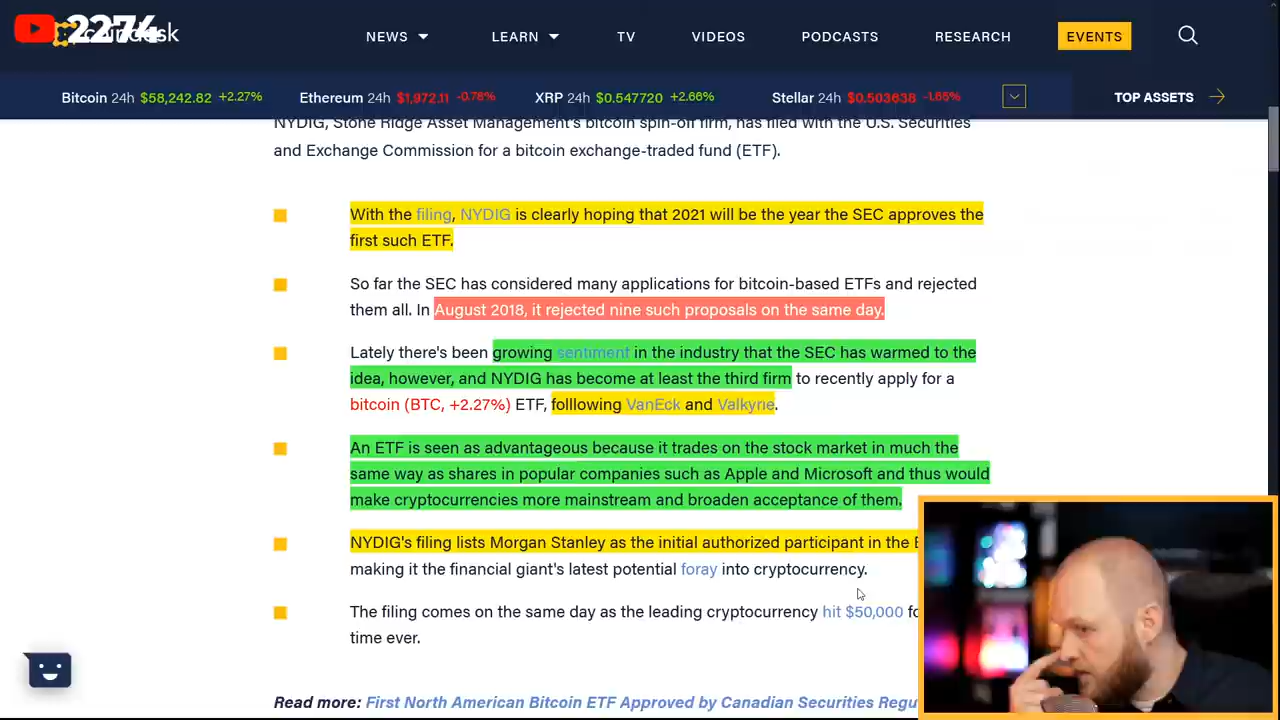 2274
coindesk
NEWS LEARN TV VIDEOS PODCASTS RESEARCH EVENTS
Bitcoin 24h $58,242.82 +2.27% Ethereum 24h $1,972.11 -0.78% XRP 24h $0.547720 +2.66% Stellar 24h $0.503638 -1.65% TOP ASSETS
NYDIG, Stone Ridge Asset Management's bitcoin spin-off firm, has filed with the U.S. Securities
and Exchange Commission for a bitcoin exchange-traded fund (ETF).
With the filing, NYDIG is clearly hoping that 2021 will be the year the SEC approves the
first such ETF.
So far the SEC has considered many applications for bitcoin-based ETFs and rejected
them all. In August 2018, it rejected nine such proposals on the same day.
Lately there's been growing sentiment in the industry that the SEC has warmed to the
idea, however, and NYDIG has become at least the third firm to recently apply for a
bitcoin (BTC, +2.27%) ETF, folllowing VanEck and Valkyrie.
An ETF is seen as advantageous because it trades on the stock market in much the
same way as shares in popular companies such as Apple and Microsoft and thus would
make cryptocurrencies more mainstream and broaden acceptance of them.
NYDIG's filing lists Morgan Stanley as the initial authorized participant in the
making it the financial giant's latest potential foray into cryptocurrency.
The filing comes on the same day as the leading cryptocurrency hit $50,000
time ever.
Read more: First North American Bitcoin ETF Approved by Canadian Securities